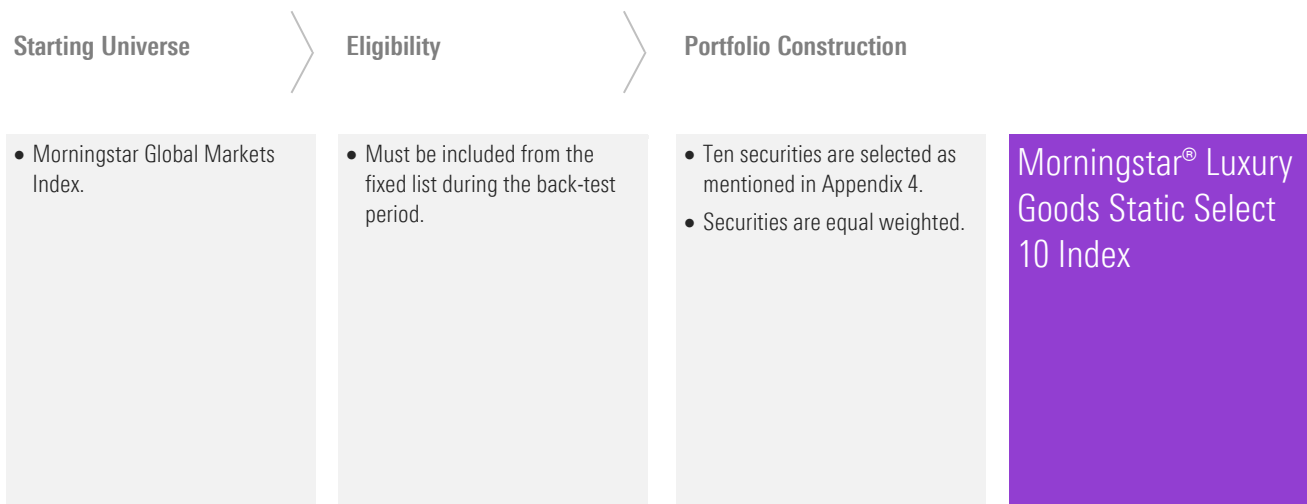 Starting Universe
Eligibility
Portfolio Construction
• Morningstar Global Markets
Index.
• Must be included from the
fixed list during the back-test
period.
• Ten securities are selected as
mentioned in Appendix 4.
• Securities are equal weighted.
Morningstar® Luxury
Goods Static Select
10 Index